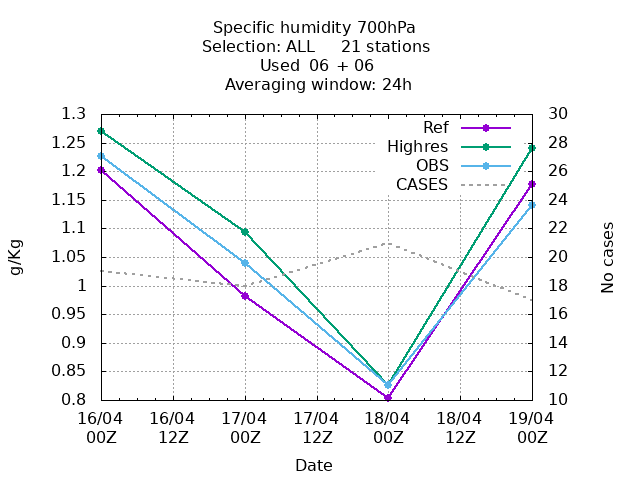 Specific humidity 700hPa
Selection: ALL 21 stations
Used 06 + 06
Averaging window: 24h
1.3
1.25
1.2
1.15
1.1
1.05
1
0.95
0.9
0.85
0.8
g/Kg
30
28
26
24
22
20
18
16
14
12
10
No cases
Ref
Highres
OBS
CASES
16/04 16/04 17/04 17/04 18/04 18/04 19/04
00Z 12Z 00Z 12Z 00Z 12Z 00Z
Date